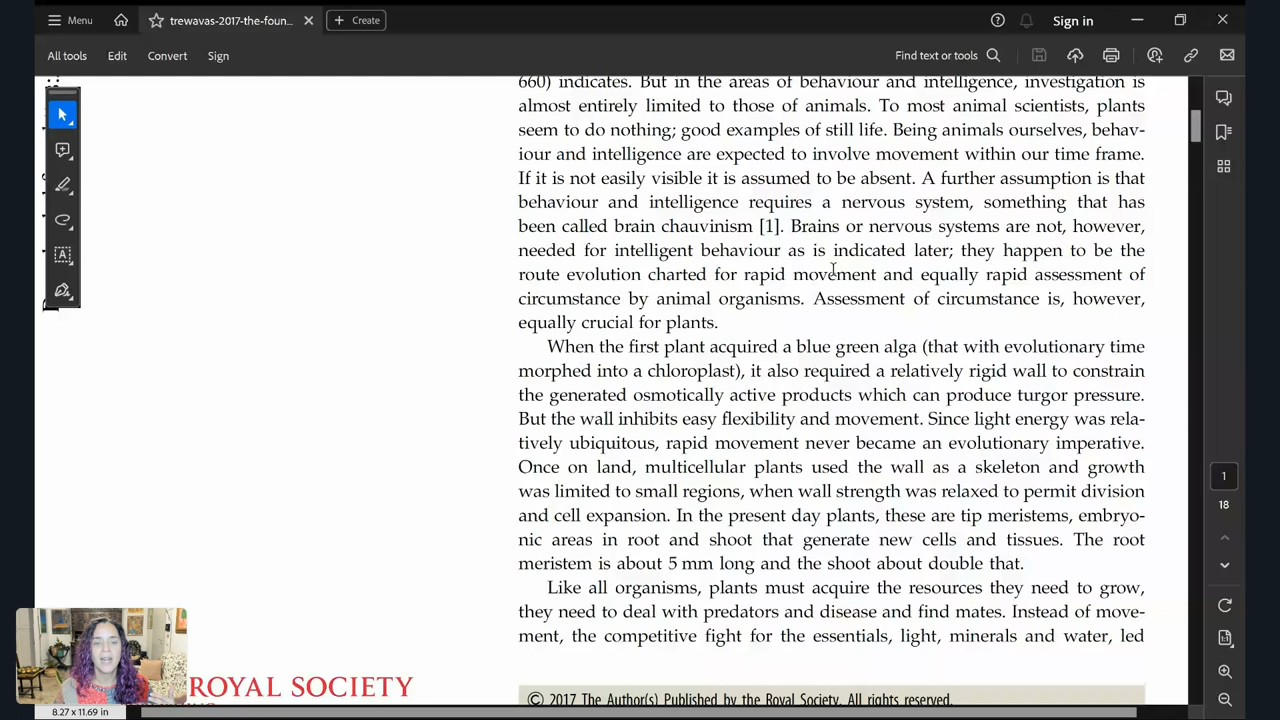 Menu
trewavas-2017-the-foun...
Create
Sign in
All tools
Edit
Convert
Sign
Find text or tools
660) indicates. But in the areas of behaviour and intelligence, investigation is
almost entirely limited to those of animals. To most animal scientists, plants
seem to do nothing; good examples of still life. Being animals ourselves, behav-
iour and intelligence are expected to involve movement within our time frame.
If it is not easily visible it is assumed to be absent. A further assumption is that
behaviour and intelligence requires a nervous system, something that has
been called brain chauvinism [1]. Brains or nervous systems are not, however,
needed for intelligent behaviour as is indicated later; they happen to be the
route evolution charted for rapid movement and equally rapid assessment of
circumstance by animal organisms. Assessment of circumstance is, however,
equally crucial for plants.
When the first plant acquired a blue green alga (that with evolutionary time
morphed into a chloroplast), it also required a relatively rigid wall to constrain
the generated osmotically active products which can produce turgor pressure.
But the wall inhibits easy flexibility and movement. Since light energy was rela-
tively ubiquitous, rapid movement never became an evolutionary imperative.
Once on land, multicellular plants used the wall as a skeleton and growth
was limited to small regions, when wall strength was relaxed to permit division
and cell expansion. In the present day plants, these are tip meristems, embryo-
nic areas in root and shoot that generate new cells and tissues. The root
meristem is about 5 mm long and the shoot about double that.
Like all organisms, plants must acquire the resources they need to grow,
they need to deal with predators and disease and find mates. Instead of move-
ment, the competitive fight for the essentials, light, minerals and water, led
ROYAL SOCIETY
© 2017 The Author(s) Published by the Royal Society. All rights reserved.
8.27 x 11.69 in
1
18